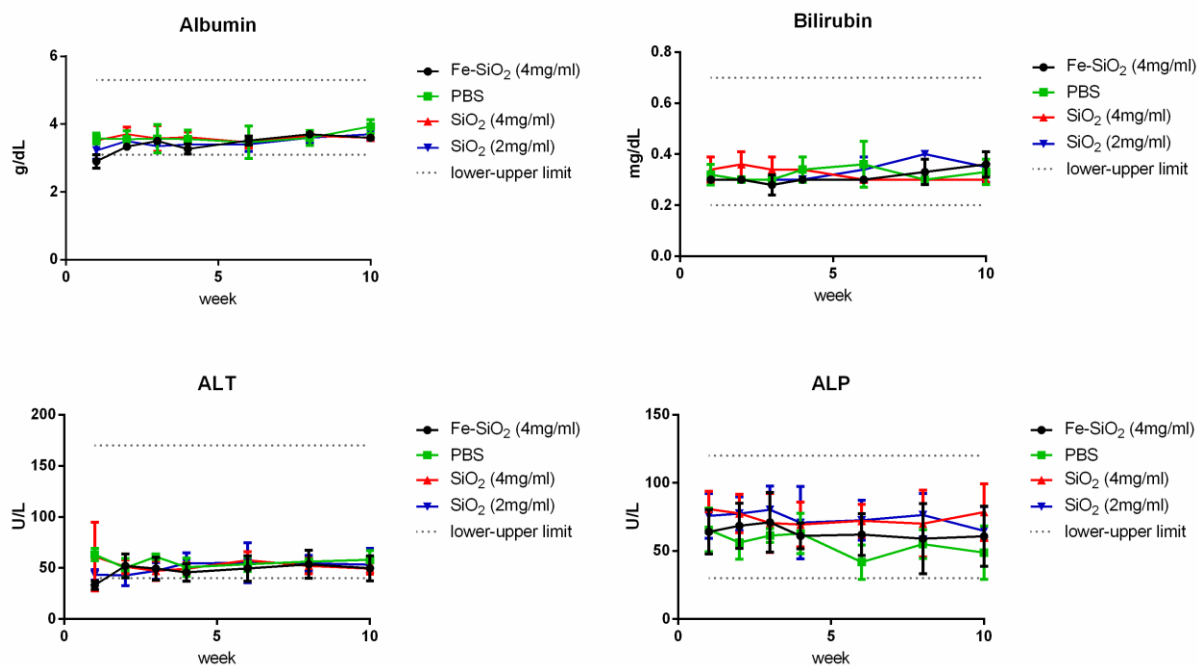 Albumin
6
4
2
0
g/dL
0
5
10
week
Fe-SiO₂ (4mg/ml)
PBS
SiO₂ (4mg/ml)
SiO₂ (2mg/ml)
lower-upper limit
Bilirubin
0.8
0.6
0.4
0.2
0.0
mg/dL
0
5
10
week
Fe-SiO₂ (4mg/ml)
PBS
SiO₂ (4mg/ml)
SiO₂ (2mg/ml)
lower-upper limit
ALT
200
150
100
50
0
U/L
0
5
10
week
Fe-SiO₂ (4mg/ml)
PBS
SiO₂ (4mg/ml)
SiO₂ (2mg/ml)
lower-upper limit
ALP
150
100
50
0
U/L
0
5
10
week
Fe-SiO₂ (4mg/ml)
PBS
SiO₂ (4mg/ml)
SiO₂ (2mg/ml)
lower-upper limit